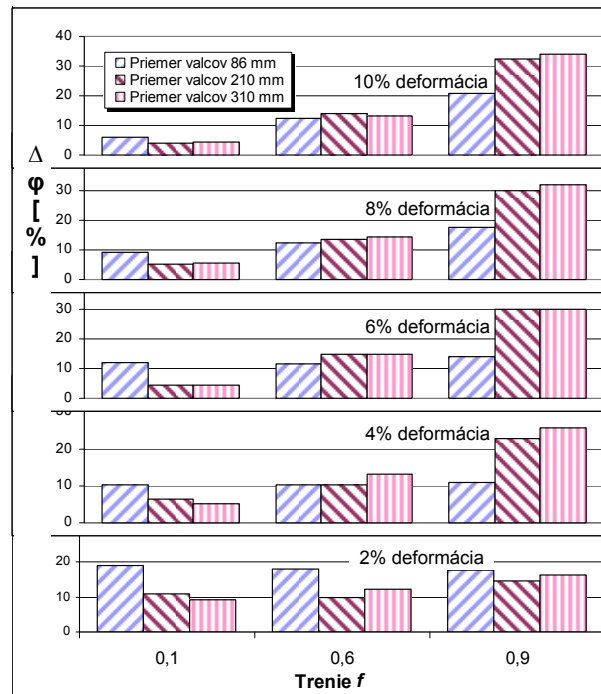 40
30
20
10
0
Priemer valcov 86 mm
Priemer valcov 210 mm
Priemer valcov 310 mm
10% deformácia
Δ
φ
[
%
]
30
20
10
0
8% deformácia
30
20
10
0
6% deformácia
30
20
10
0
4% deformácia
20
10
0
2% deformácia
0,1
0,6
0,9
Trenie f